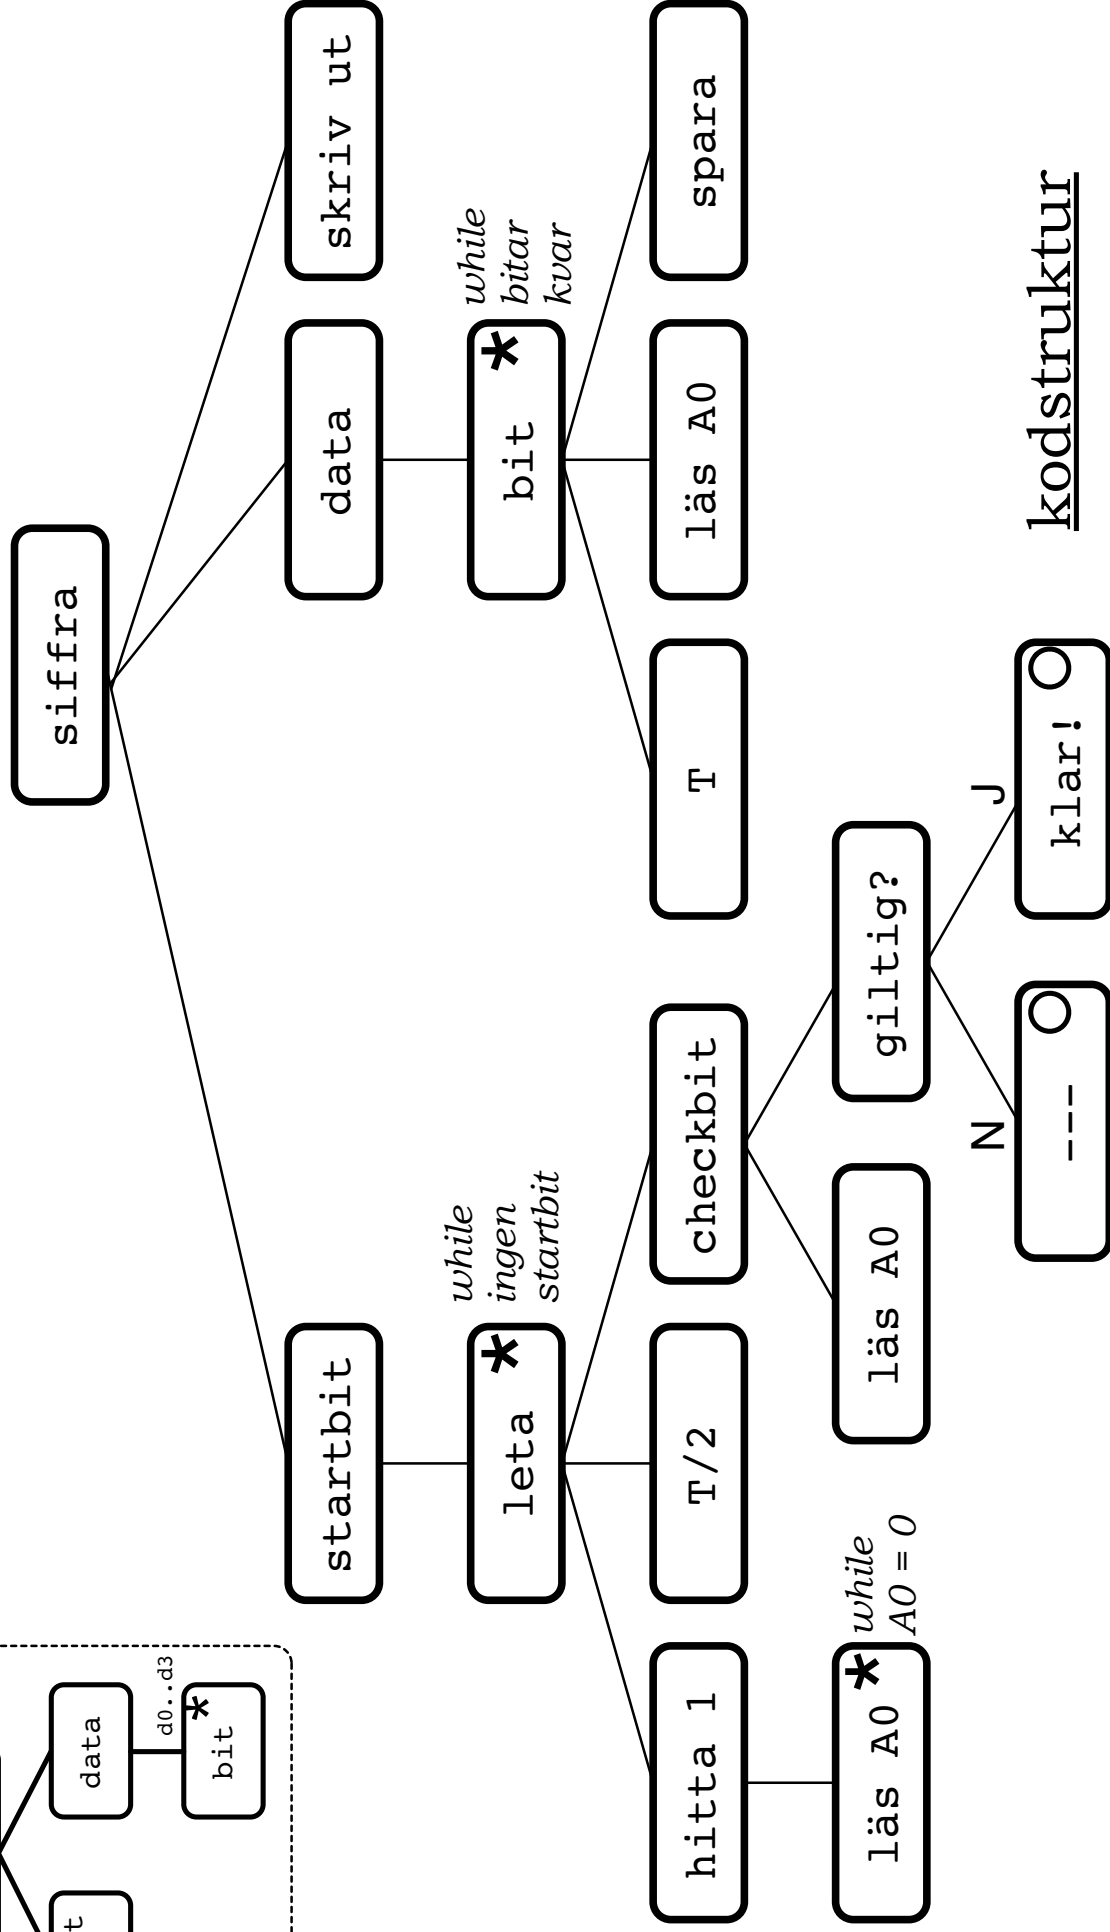 siffra
startbit
data
skriv ut
while
ingen
startbit
leta *
while
bitar
kvar
bit *
hitta 1
T/2
checkbit
T
läs A0
spara
while
A0 = 0
läs A0 *
läs A0
giltig?
N
J
---
klar!
kodstruktur
data
d0..d3
bit *
t